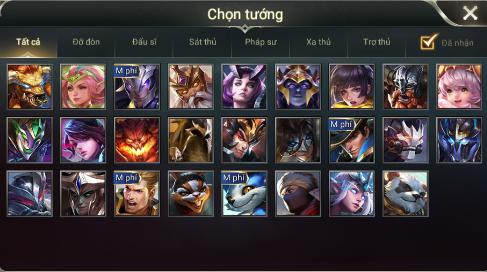 Chọn tướng
Tất cả Đỡ đòn Đấu sĩ Sát thủ Pháp sư Xạ thủ Trợ thủ Đã nhận
M phí
M phí
M phí M phí